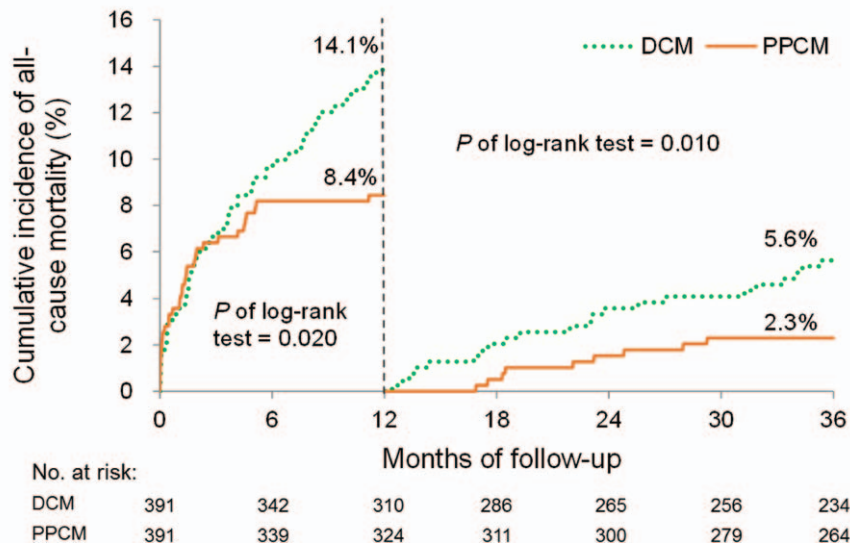 Cumulative incidence of all-
cause mortality (%)
16
14
12
10
8
6
4
2
0
14.1%
8.4%
DCM PPCM
P of log-rank test = 0.010
P of log-rank
test = 0.020
5.6%
2.3%
0 6 12 18 24 30 36
Months of follow-up
No. at risk:
DCM 391 342 310 286 265 256 234
PPCM 391 339 324 311 300 279 264